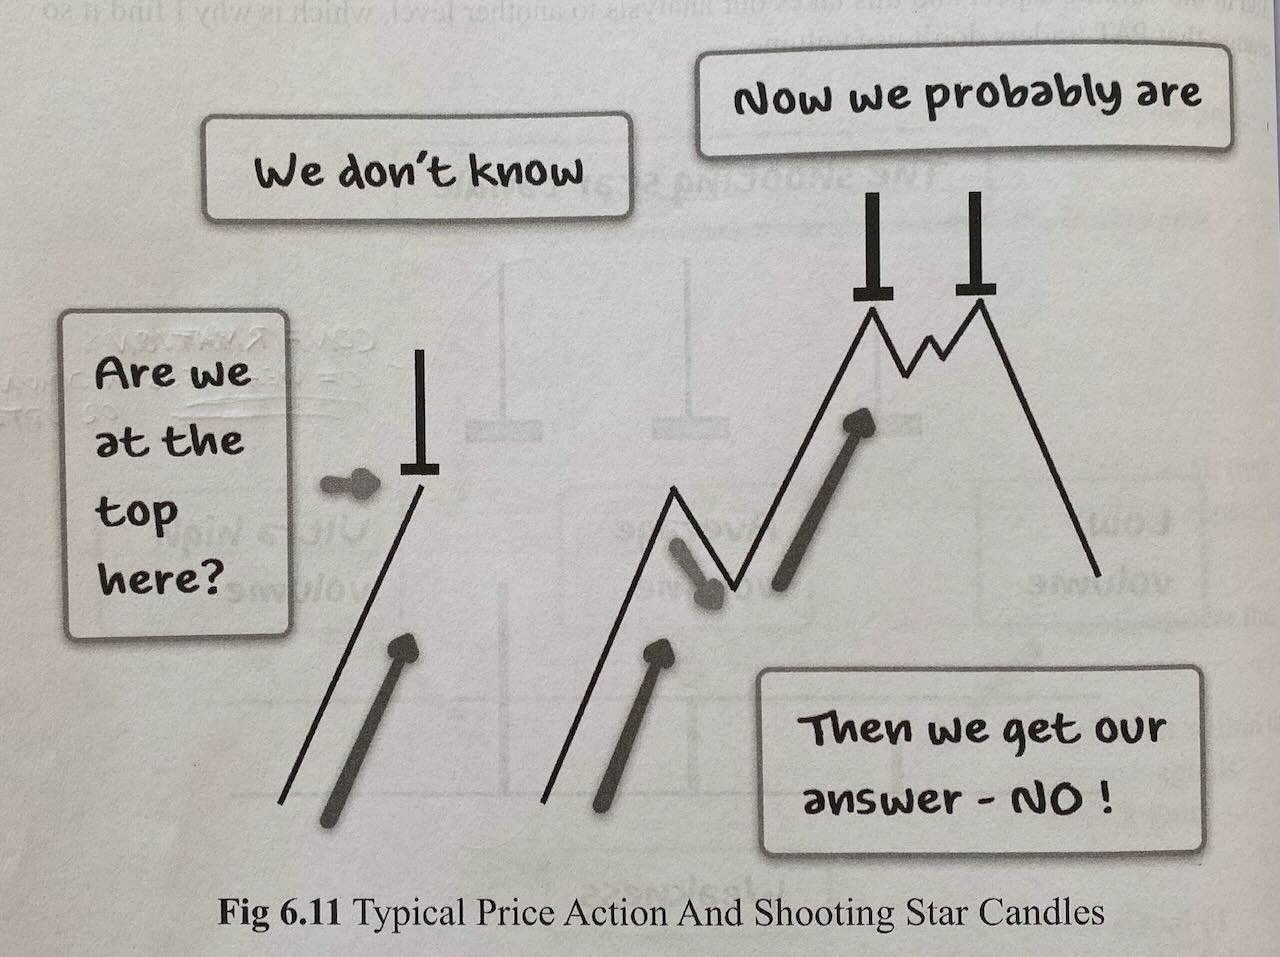 We don't know
Now we probably are
Are we
at the
top
here?
Then we get our
answer - NO !
Fig 6.11 Typical Price Action And Shooting Star Candles